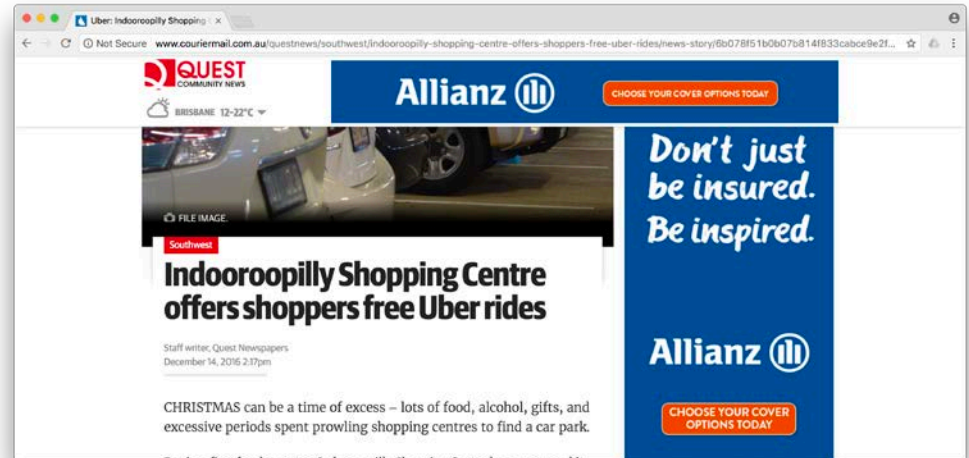 Uber: Indooroopilly Shopping
Not Secure www.couriermail.com.au/questnews/southwest/indooroopilly-shopping-centre-offers-shoppers-free-uber-rides/news-story/6b078f51b0b07b814f833cabce9e2f...
QUEST
COMMUNITY NEWS
BRISBANE 12-22°C
Allianz
CHOOSE YOUR COVER OPTIONS TODAY
FILE IMAGE.
Southwest
Indooroopilly Shopping Centre
offers shoppers free Uber rides
Staff writer, Quest Newspapers
December 14, 2016 2:17pm
CHRISTMAS can be a time of excess – lots of food, alcohol, gifts, and
excessive periods spent prowling shopping centres to find a car park.
Don't just
be insured.
Be inspired.
Allianz
CHOOSE YOUR COVER
OPTIONS TODAY